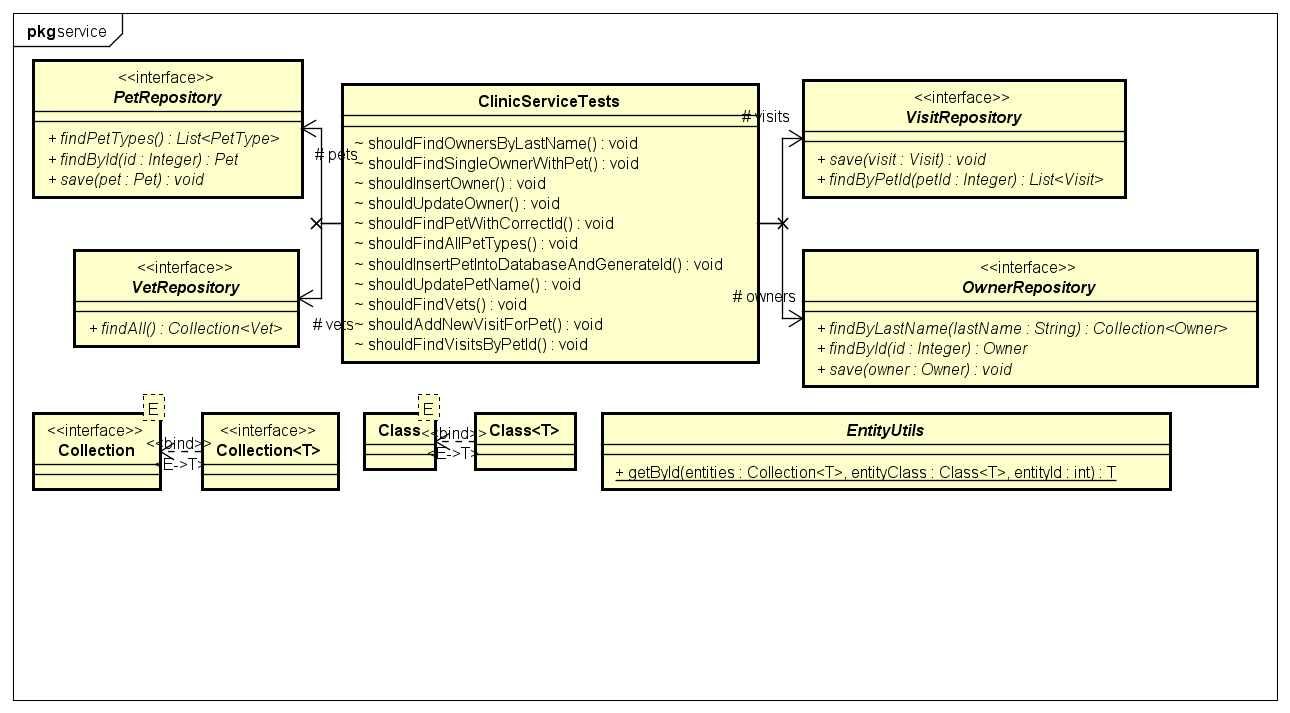 pkg service
<<interface>>
PetRepository
+ findPetTypes() : List<PetType>
+ findById(id : Integer) : Pet
+ save(pet : Pet) : void
# pets
<<interface>>
VetRepository
+ findAll() : Collection<Vet>
# vets
ClinicServiceTests
~ shouldFindOwnersByLastName() : void
~ shouldFindSingleOwnerWithPet() : void
~ shouldInsertOwner() : void
~ shouldUpdateOwner() : void
~ shouldFindPetWithCorrectId() : void
~ shouldFindAllPetTypes() : void
~ shouldInsertPetIntoDatabaseAndGenerateId() : void
~ shouldUpdatePetName() : void
~ shouldFindVets() : void
~ shouldAddNewVisitForPet() : void
~ shouldFindVisitsByPetId() : void
# visits
<<interface>>
VisitRepository
+ save(visit : Visit) : void
+ findByPetId(petId : Integer) : List<Visit>
# owners
<<interface>>
OwnerRepository
+ findByLastName(lastName : String) : Collection<Owner>
+ findById(id : Integer) : Owner
+ save(owner : Owner) : void
E
<<interface>>
Collection
<<bind>>
<E->T>
<<interface>>
Collection<T>
E
Class
<<bind>>
<E->T>
Class<T>
EntityUtils
+ getById(entities : Collection<T>, entityClass : Class<T>, entityId : int) : T